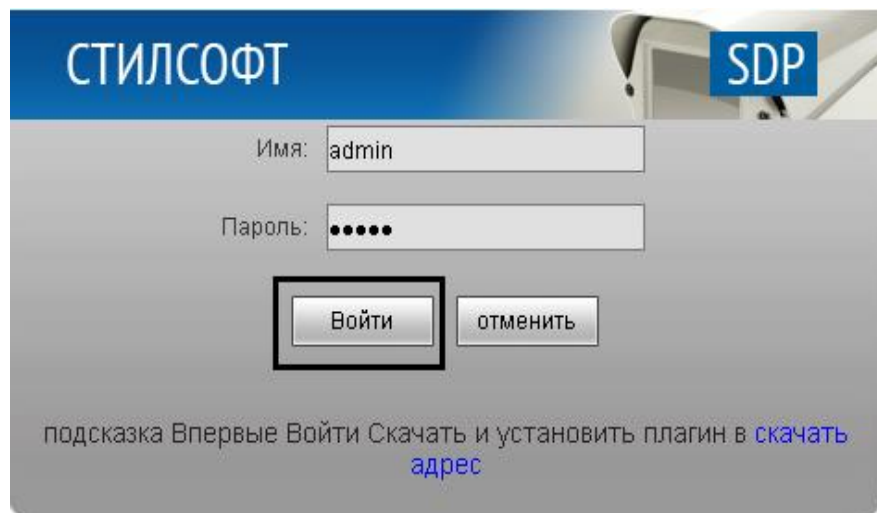 СТИЛСОФТ
SDP
Имя: admin
Пароль: •••••
Войти отменить
подсказка Впервые Войти Скачать и установить плагин в скачать
адрес